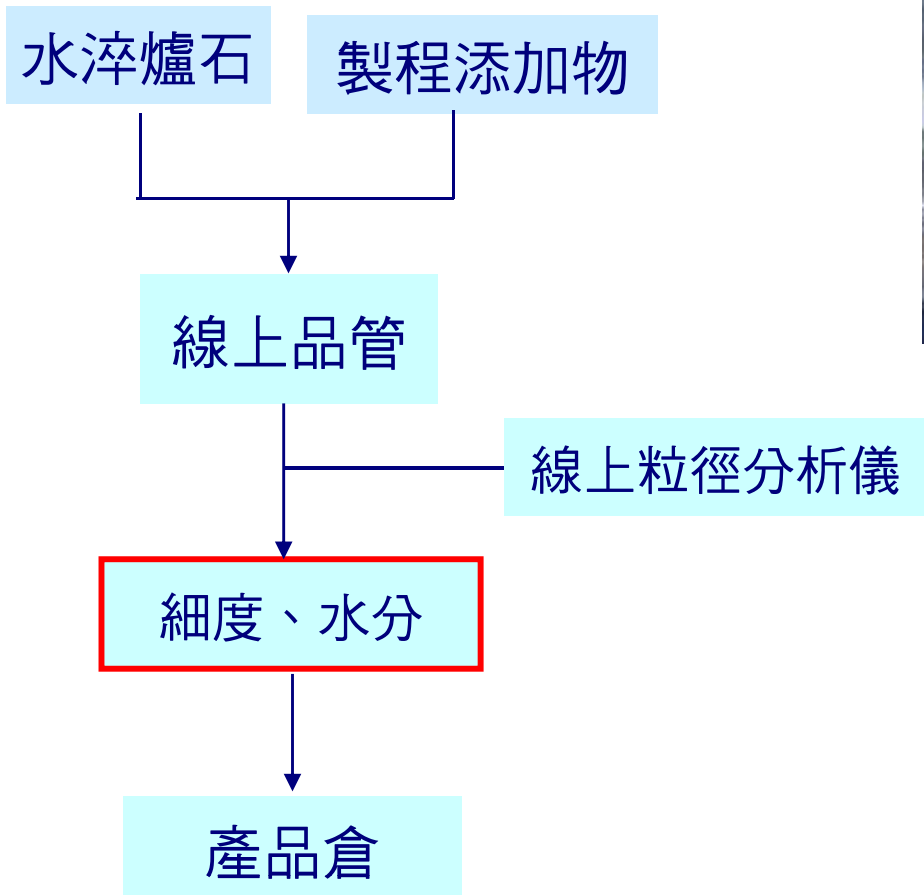 水淬爐石
製程添加物
線上品管
線上粒徑分析儀
細度、水分
產品倉